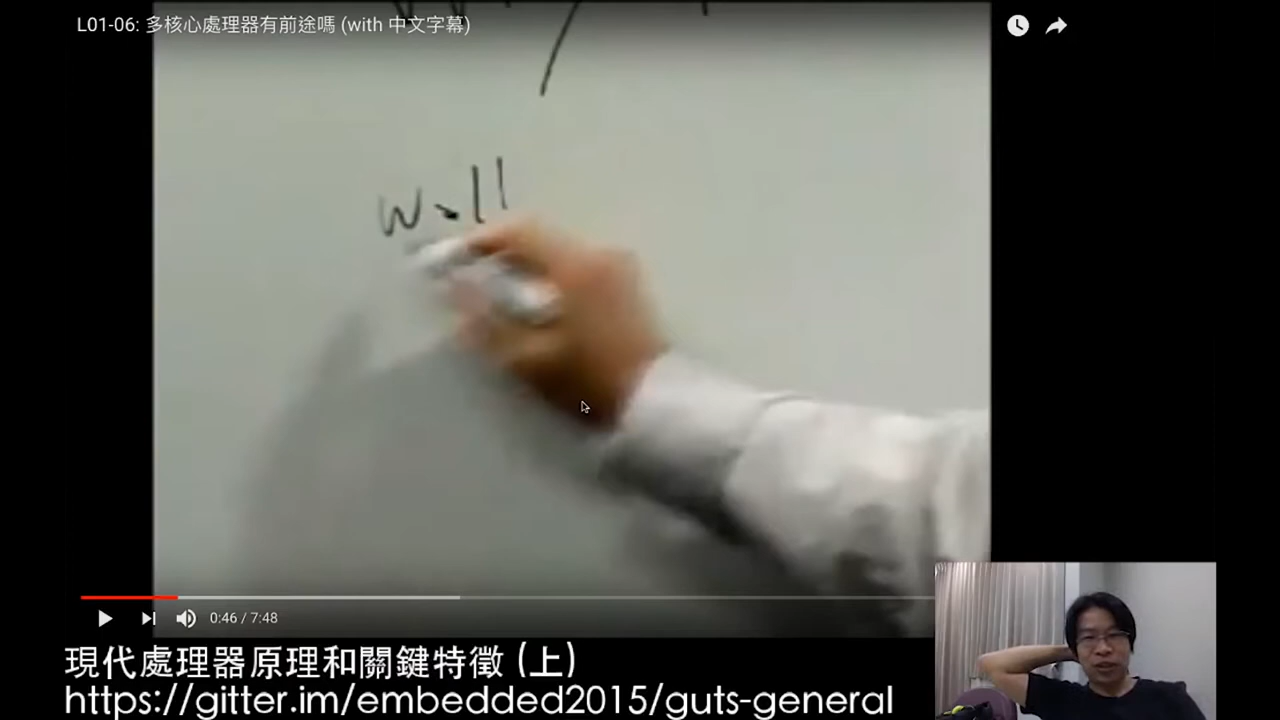 L01-06: 多核心處理器有前途嗎 (with 中文字幕)
wall
0:46 / 7:48
現代處理器原理和關鍵特徵 (上)
https://gitter.im/embedded2015/guts-general